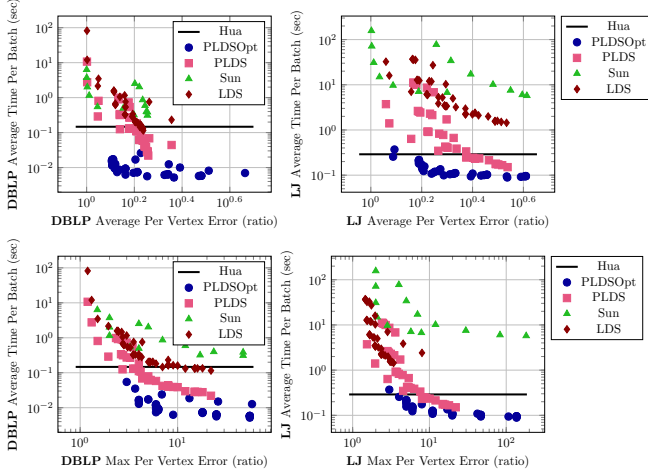 DBLP Average Time Per Batch (sec)
10^2
10^1
10^0
10^-1
10^-2
10^0
10^0.2
10^0.4
10^0.6
DBLP Average Per Vertex Error (ratio)
Hua
PLDSOpt
PLDS
Sun
LDS
LJ Average Time Per Batch (sec)
10^2
10^1
10^0
10^-1
10^0
10^0.2
10^0.4
10^0.6
LJ Average Per Vertex Error (ratio)
Hua
PLDSOpt
PLDS
Sun
LDS
DBLP Average Time Per Batch (sec)
10^2
10^1
10^0
10^-1
10^-2
10^0
10^1
DBLP Max Per Vertex Error (ratio)
Hua
PLDSOpt
PLDS
Sun
LDS
LJ Average Time Per Batch (sec)
10^2
10^1
10^0
10^-1
10^0
10^1
10^2
LJ Max Per Vertex Error (ratio)
Hua
PLDSOpt
PLDS
Sun
LDS